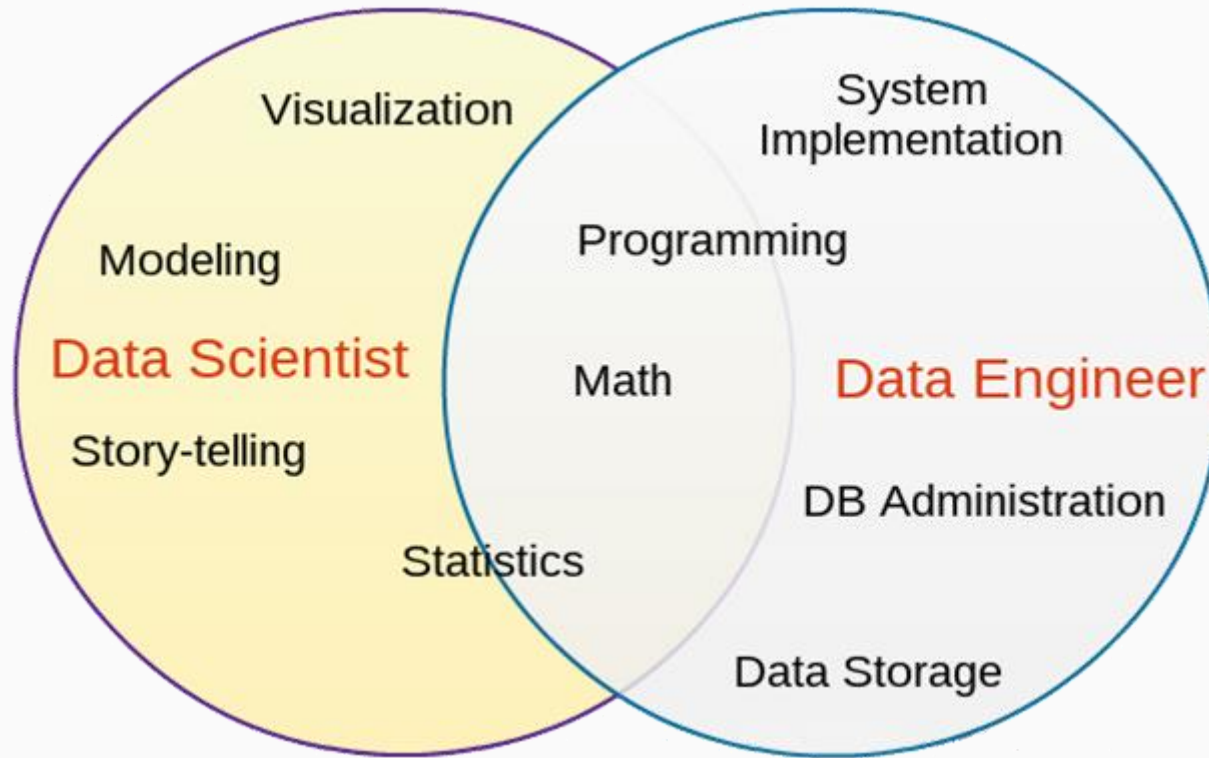 Visualization
Modeling
Data Scientist
Story-telling
Statistics
Programming
Math
System
Implementation
Data Engineer
DB Administration
Data Storage